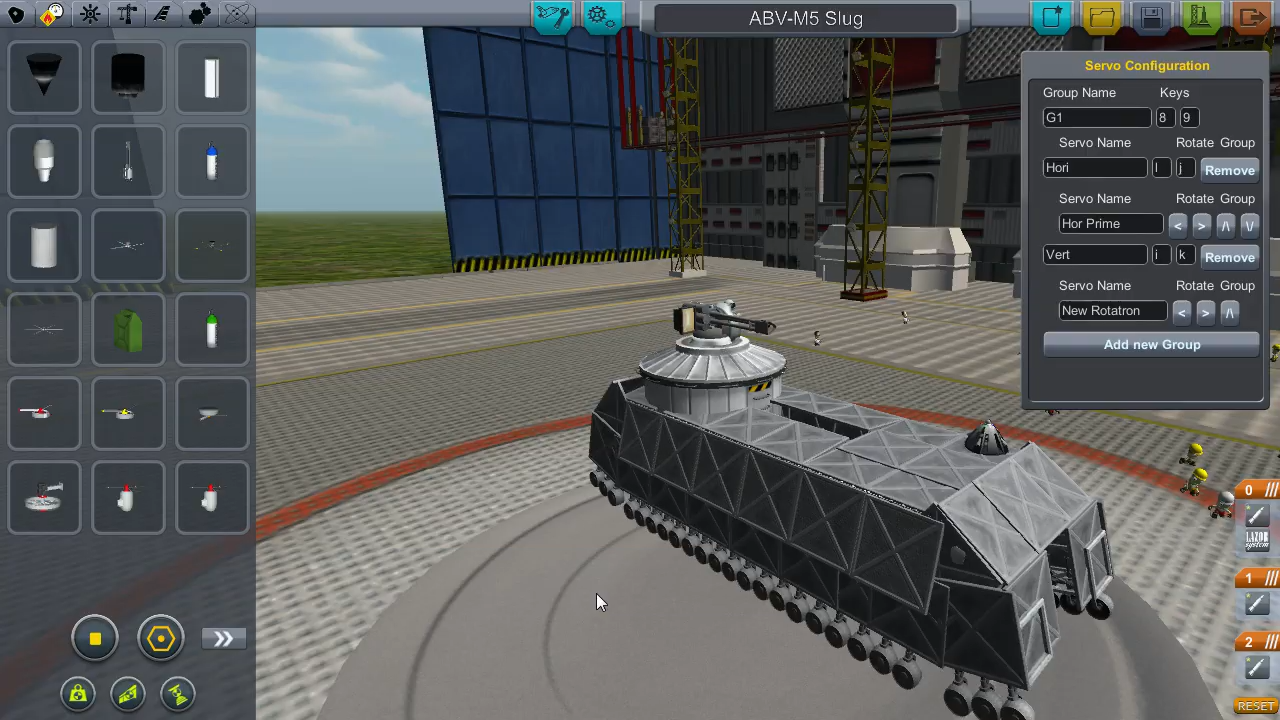 ABV-M5 Slug
Servo Configuration
Group Name Keys
G1 8 9
Servo Name Rotate Group
Hori l j Remove
Servo Name Rotate Group
Hor Prime < > /\ \/
Vert i k Remove
Servo Name Rotate Group
New Rotatron < > /\
Add new Group
0
LAZOR
system
1
2
RESET